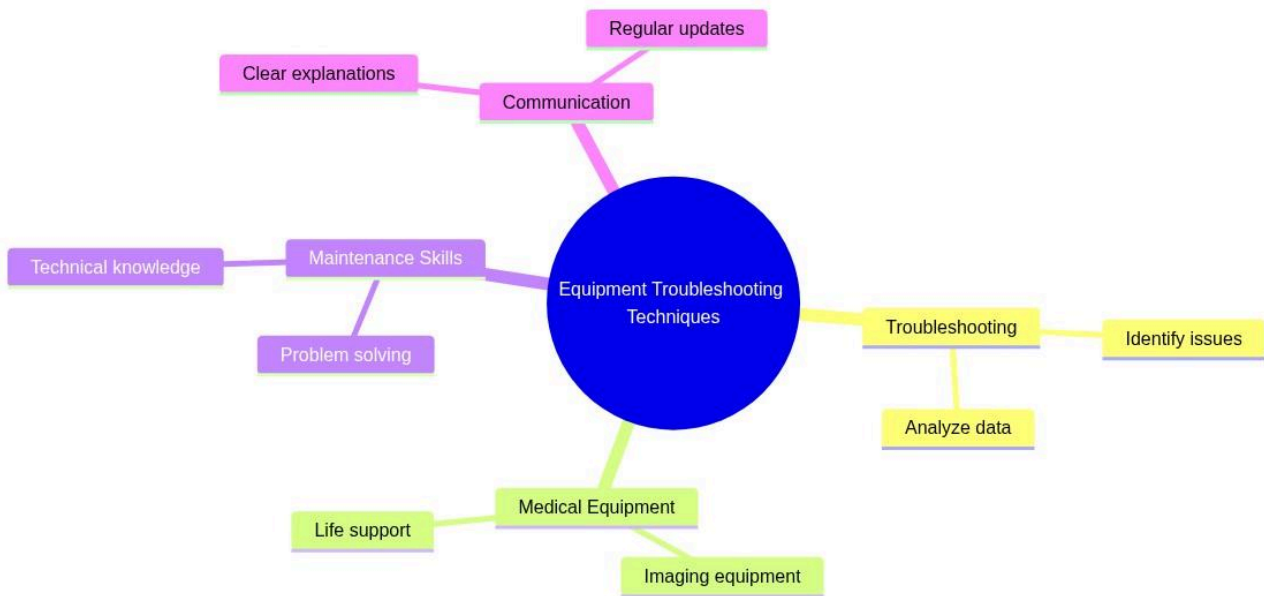 Regular updates
Clear explanations
Communication
Technical knowledge
Maintenance Skills
Problem solving
Equipment Troubleshooting
Techniques
Troubleshooting
Identify issues
Analyze data
Medical Equipment
Life support
Imaging equipment